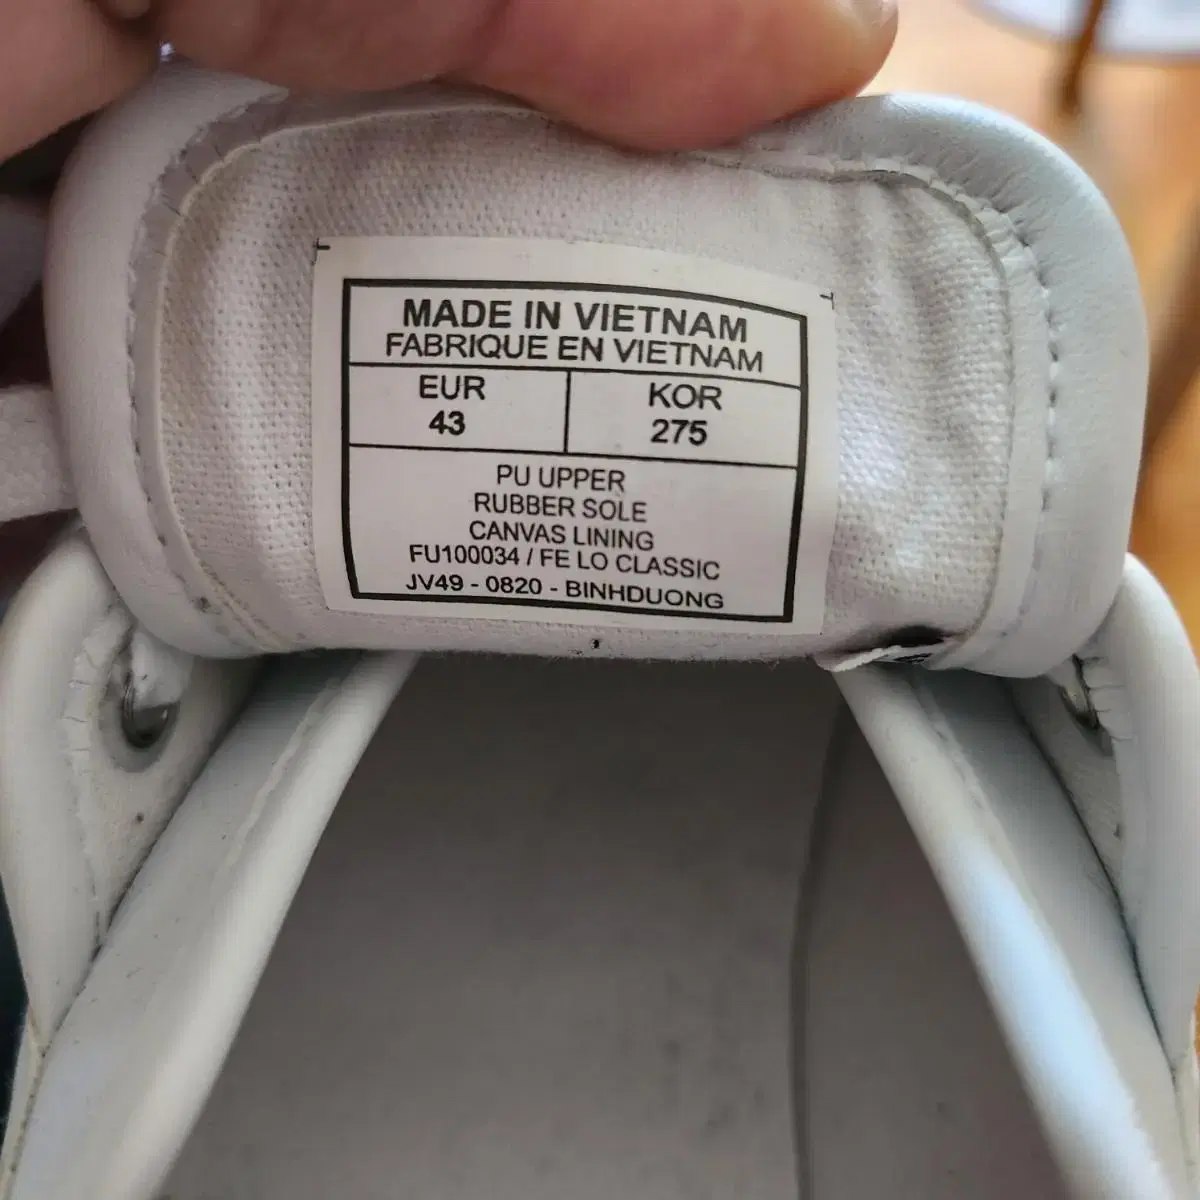 MADE IN VIETNAM
FABRIQUE EN VIETNAM
EUR
43
KOR
275
PU UPPER
RUBBER SOLE
CANVAS LINING
FU100034 / FE LO CLASSIC
JV49 - 0820 - BINHDUONG